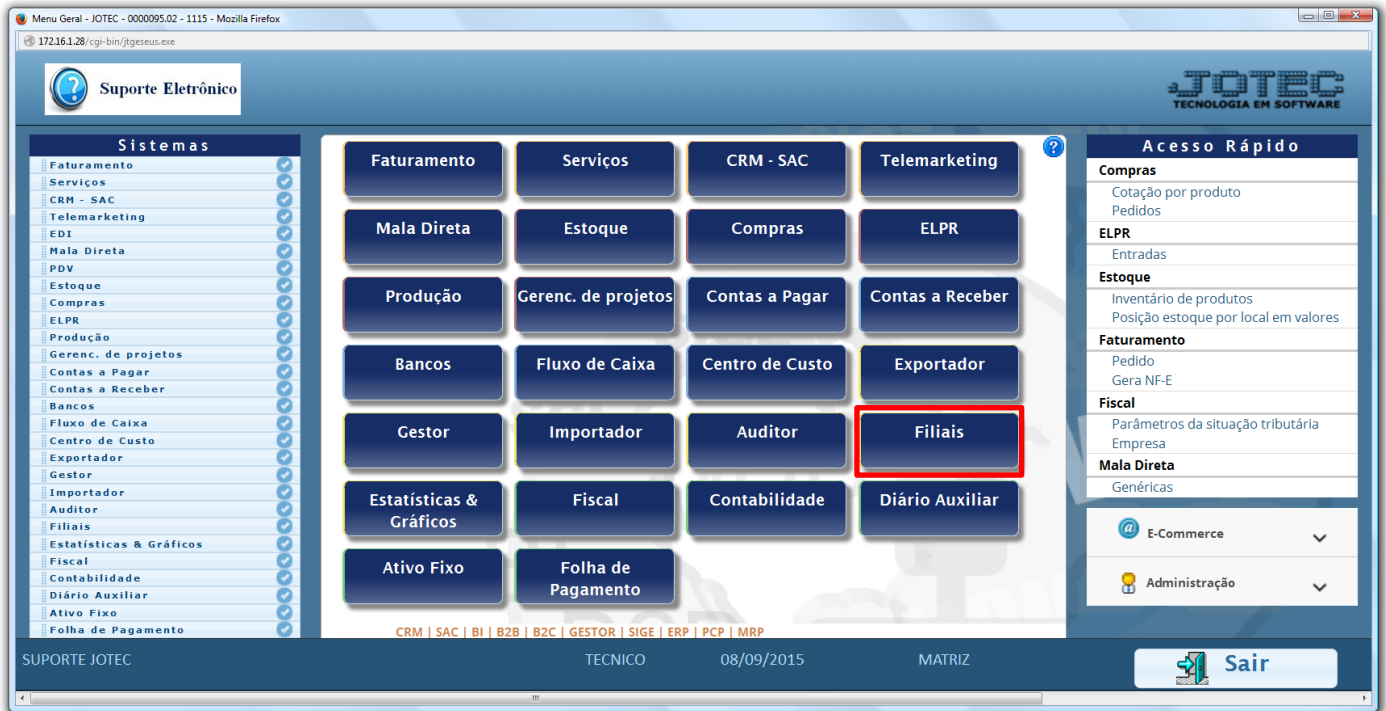 Menu Geral - JOTEC - 0000095.02 - 1115 - Mozilla Firefox
172.16.1.28/cgi-bin/jtgeseus.exe
Suporte Eletrônico
JOTEC
TECNOLOGIA EM SOFTWARE
Sistemas
Faturamento
Serviços
CRM - SAC
Telemarketing
EDI
Mala Direta
PDV
Estoque
Compras
ELPR
Produção
Gerenc. de projetos
Contas a Pagar
Contas a Receber
Bancos
Fluxo de Caixa
Centro de Custo
Exportador
Gestor
Importador
Auditor
Filiais
Estatísticas & Gráficos
Fiscal
Contabilidade
Diário Auxiliar
Ativo Fixo
Folha de Pagamento
Faturamento
Serviços
CRM - SAC
Telemarketing
Mala Direta
Estoque
Compras
ELPR
Produção
Gerenc. de projetos
Contas a Pagar
Contas a Receber
Bancos
Fluxo de Caixa
Centro de Custo
Exportador
Gestor
Importador
Auditor
Filiais
Estatísticas &
Gráficos
Fiscal
Contabilidade
Diário Auxiliar
Ativo Fixo
Folha de
Pagamento
CRM | SAC | BI | B2B | B2C | GESTOR | SIGE | ERP | PCP | MRP
Acesso Rápido
Compras
Cotação por produto
Pedidos
ELPR
Entradas
Estoque
Inventário de produtos
Posição estoque por local em valores
Faturamento
Pedido
Gera NF-E
Fiscal
Parâmetros da situação tributária
Empresa
Mala Direta
Genéricas
E-Commerce
Administração
SUPORTE JOTEC
TECNICO
08/09/2015
MATRIZ
Sair